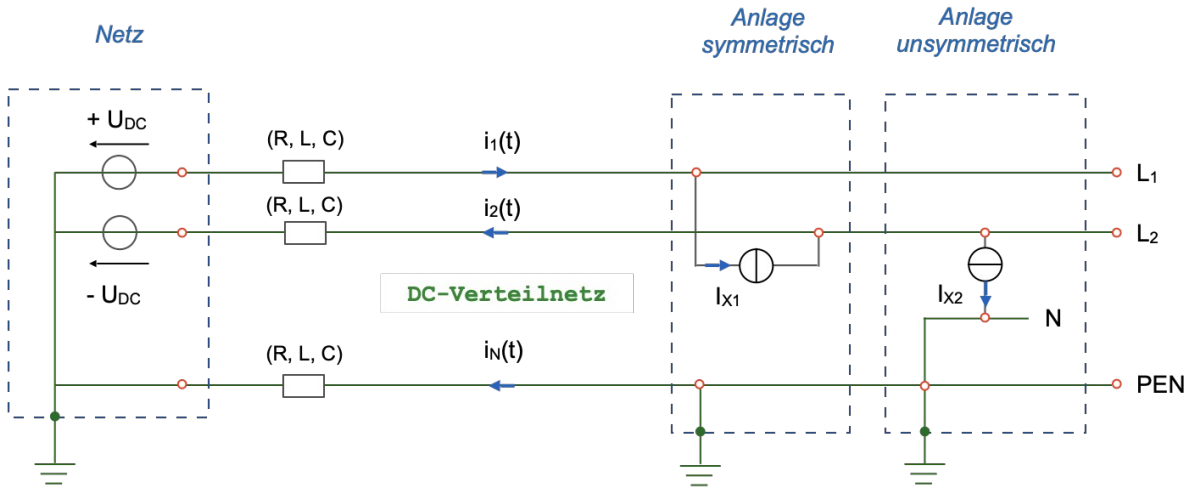 Netz
Anlage
symmetrisch
Anlage
unsymmetrisch
+ UDC
(R, L, C)
i1(t)
L1
(R, L, C)
i2(t)
L2
- UDC
DC-Verteilnetz
IX1
IX2
N
(R, L, C)
iN(t)
PEN